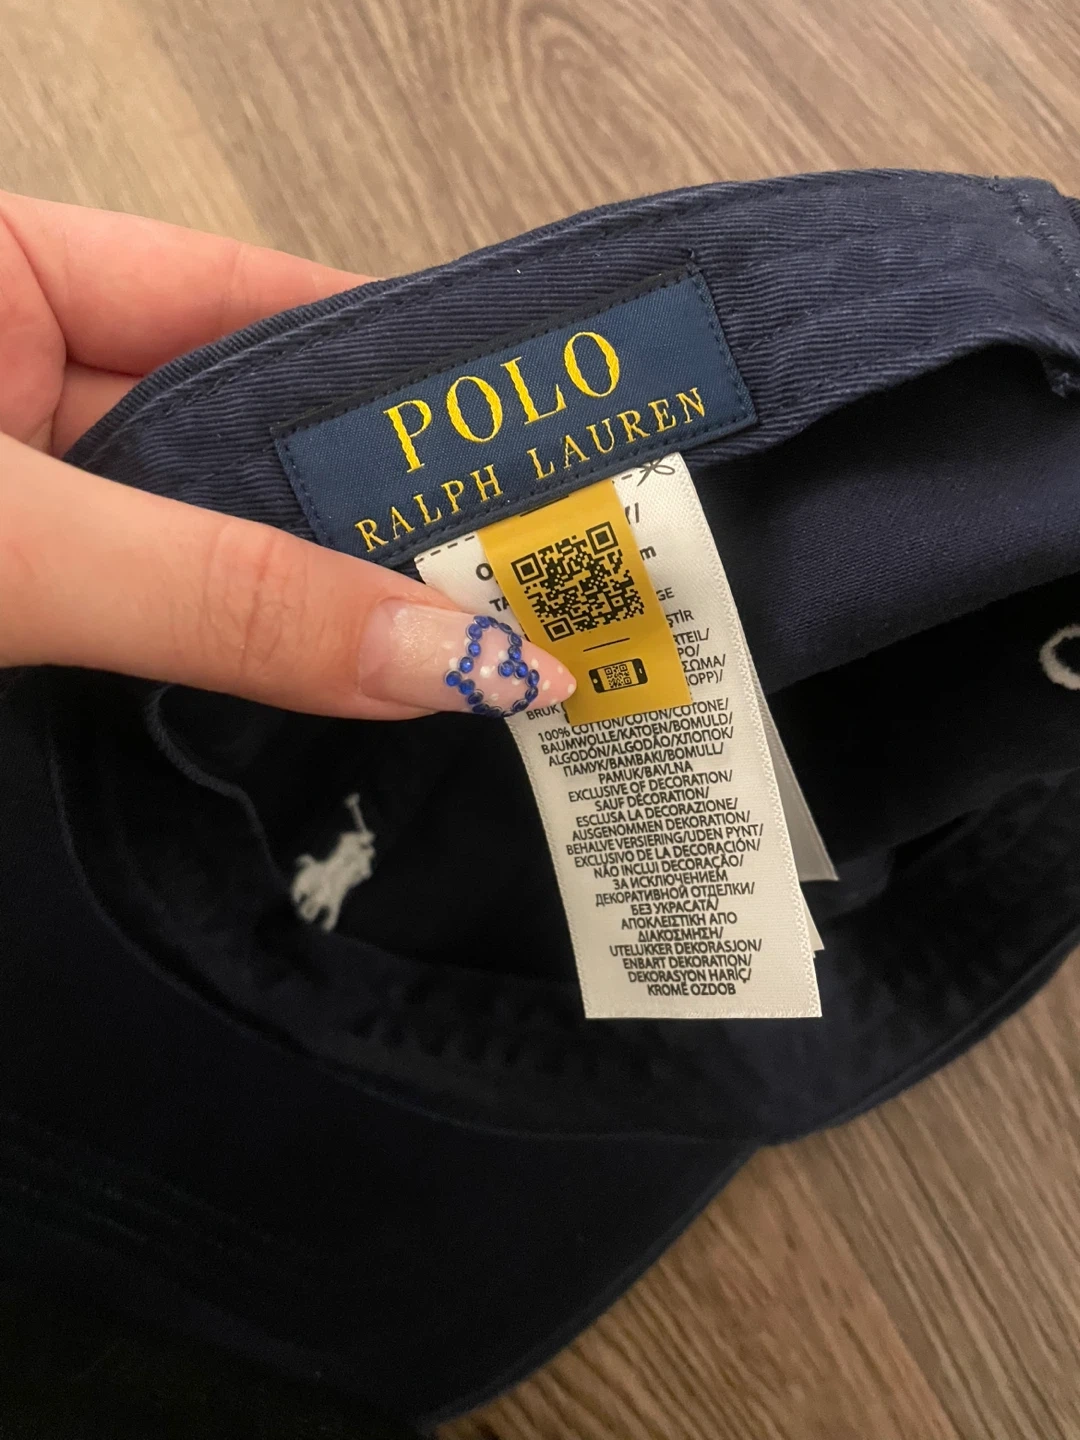 POLO
RALPH LAUREN
BRUK
100% COTTON/COTON/COTONE/
BAUMWOLLE/KATOEN/BOMULD/
ALGODÓN/ALGODÃO/ХЛОПОК/
ПАМУК/BAMBAKI/BOMULL/
PAMUK/BAVLNA
EXCLUSIVE OF DECORATION/
SAUF DÉCORATION/
ESCLUSA LA DECORAZIONE/
AUSGENOMMEN DEKORATION/
BEHALVE VERSIERING/UDEN PYNT/
EXCLUSIVO DE LA DECORACIÓN/
NÃO INCLUI DECORAÇÃO/
ЗА ИСКЛЮЧЕНИЕМ
ДЕКОРАТИВНОЙ ОТДЕЛКИ/
БЕЗ УКРАСАТА/
ΑΠΟΚΛΕΙΣΤΙΚΗ ΑΠΟ
ΔΙΑΚΟΣΜΗΣΗ/
UTELUKKER DEKORASJON/
ENBART DEKORATION/
DEKORASYON HARİÇ/
KROMĚ OZDOB